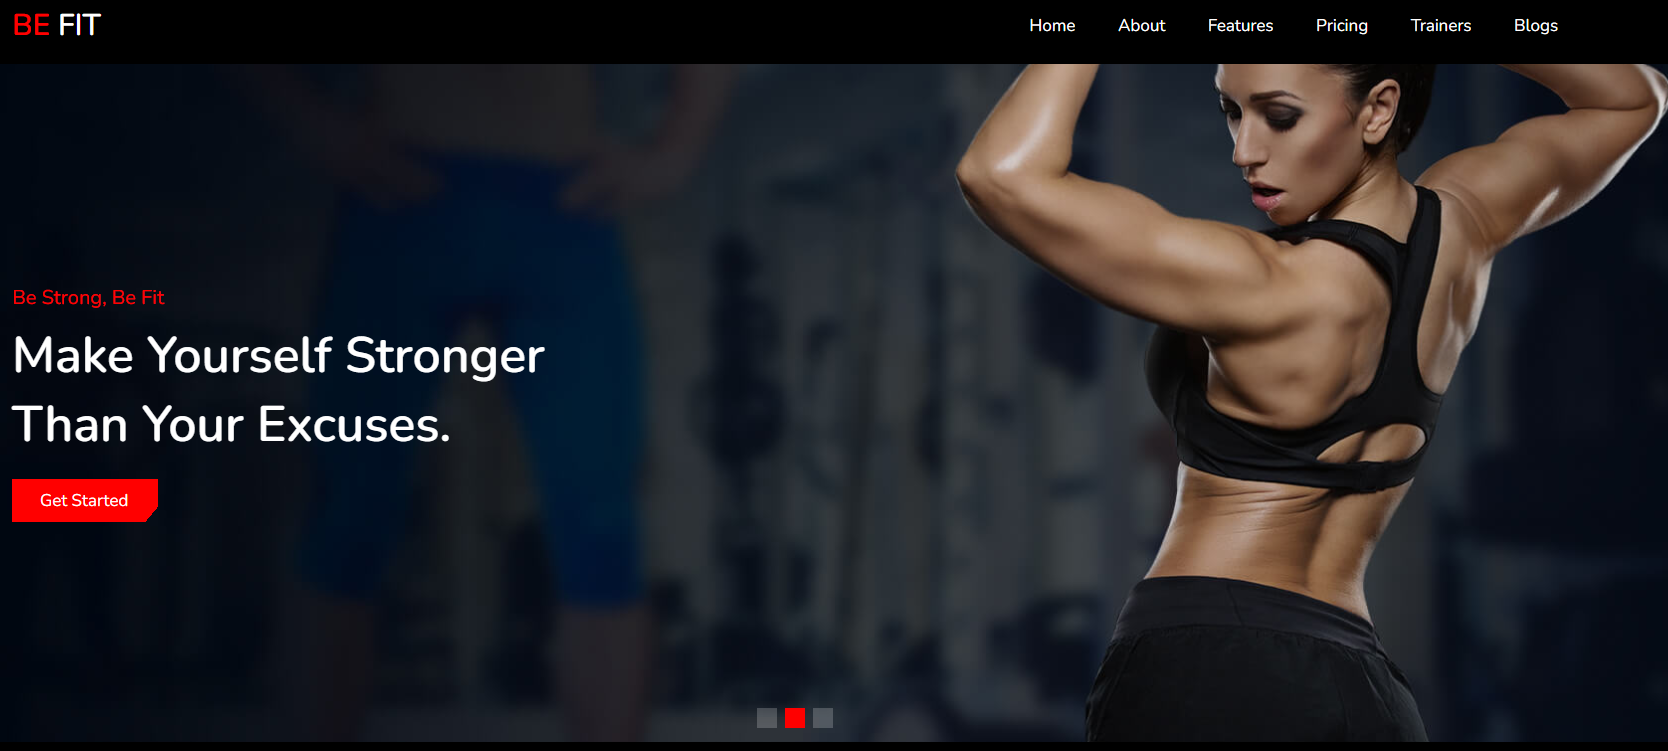 BE FIT
Home About Features Pricing Trainers Blogs
Be Strong, Be Fit
Make Yourself Stronger
Than Your Excuses.
Get Started